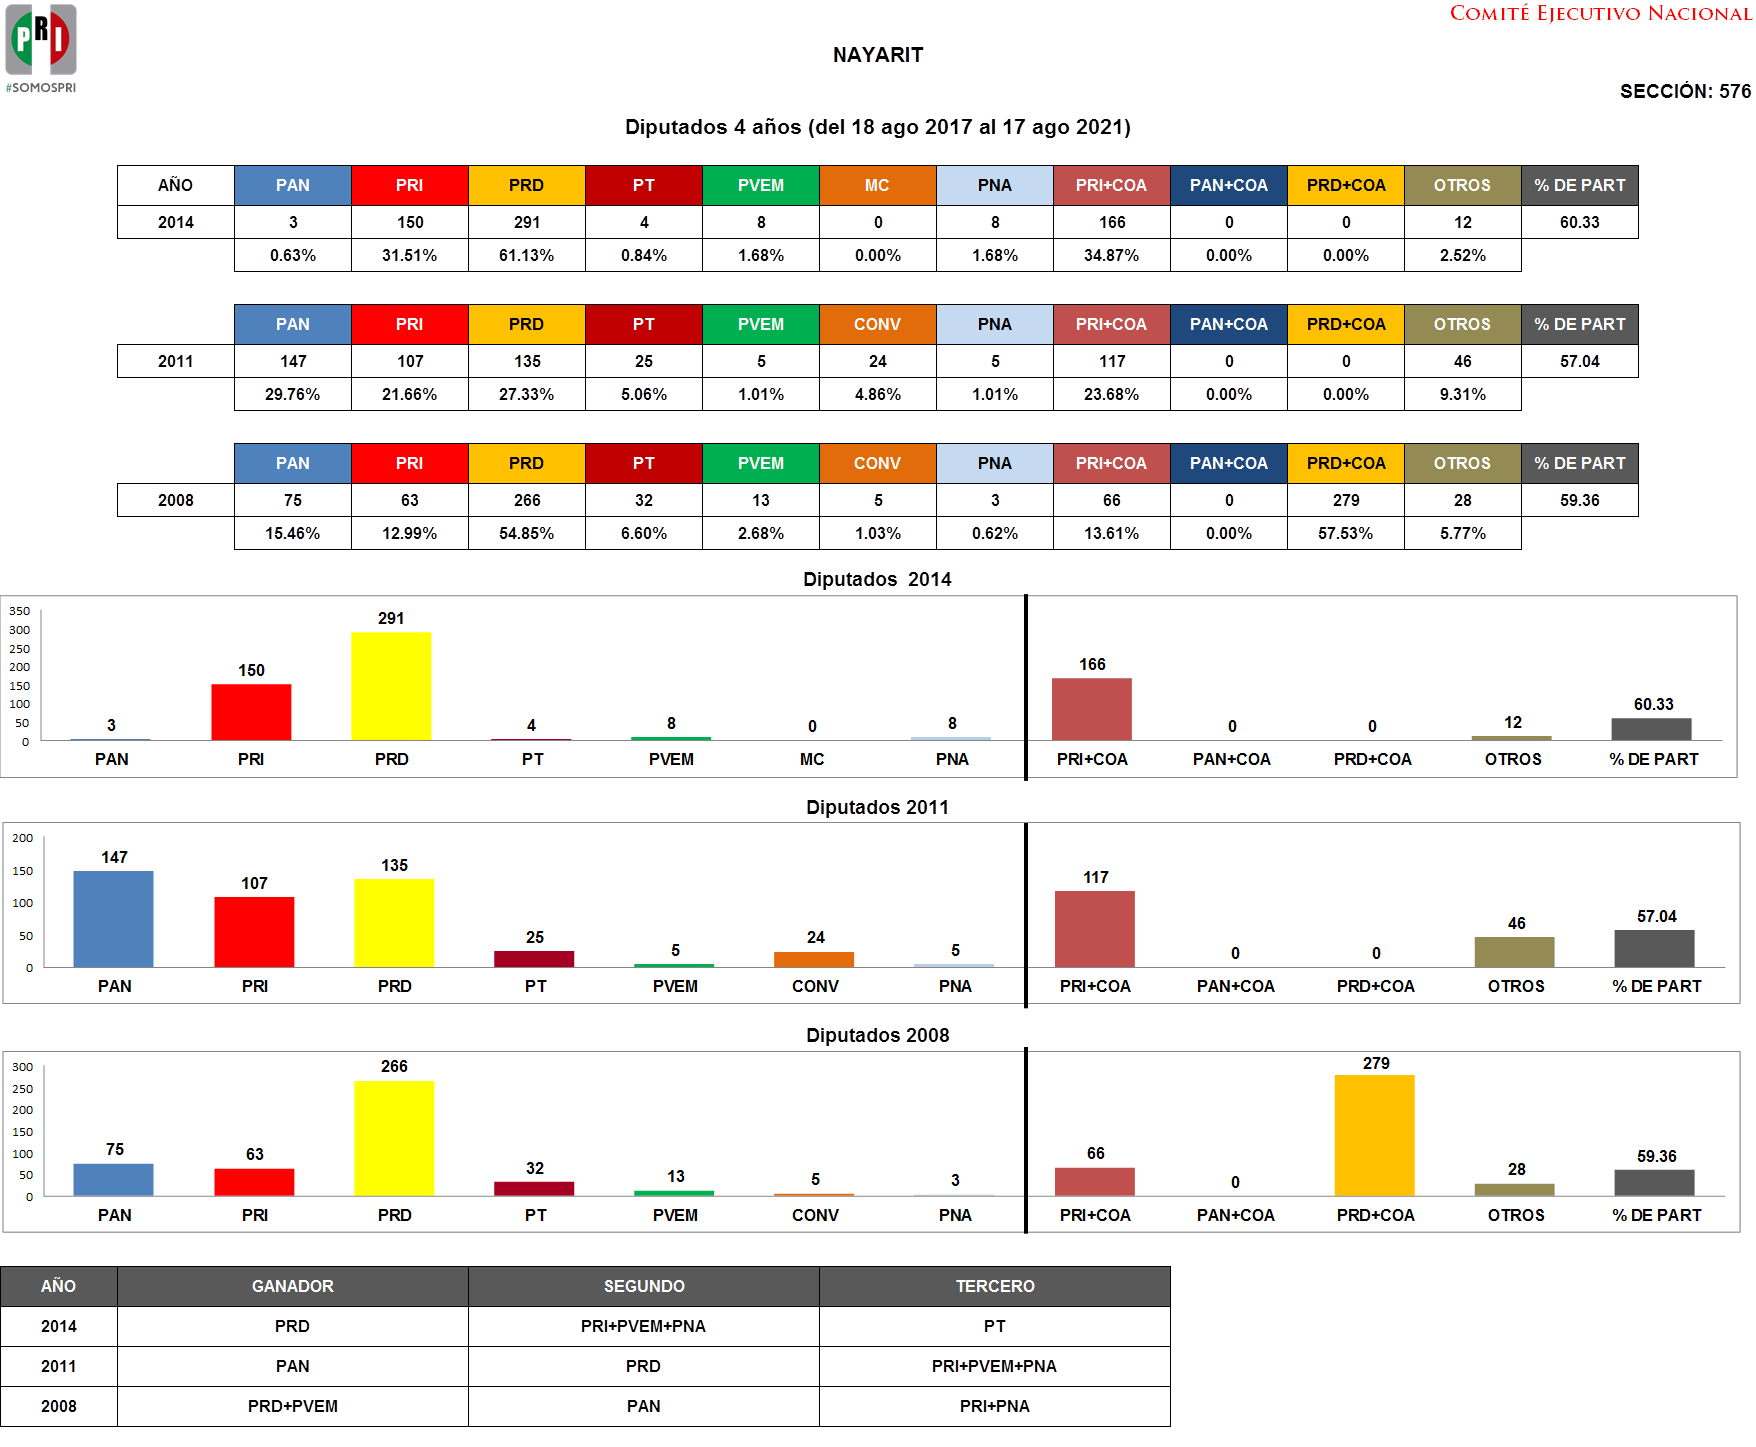 PRI
#SOMOSPRI
COMITÉ EJECUTIVO NACIONAL
NAYARIT
SECCIÓN: 576
Diputados 4 años (del 18 ago 2017 al 17 ago 2021)
AÑO PAN PRI PRD PT PVEM MC PNA PRI+COA PAN+COA PRD+COA OTROS % DE PART
2014 3 150 291 4 8 0 8 166 0 0 12 60.33
0.63% 31.51% 61.13% 0.84% 1.68% 0.00% 1.68% 34.87% 0.00% 0.00% 2.52%
PAN PRI PRD PT PVEM CONV PNA PRI+COA PAN+COA PRD+COA OTROS % DE PART
2011 147 107 135 25 5 24 5 117 0 0 46 57.04
29.76% 21.66% 27.33% 5.06% 1.01% 4.86% 1.01% 23.68% 0.00% 0.00% 9.31%
PAN PRI PRD PT PVEM CONV PNA PRI+COA PAN+COA PRD+COA OTROS % DE PART
2008 75 63 266 32 13 5 3 66 0 279 28 59.36
15.46% 12.99% 54.85% 6.60% 2.68% 1.03% 0.62% 13.61% 0.00% 57.53% 5.77%
Diputados 2014
350
300
250
200
150
100
50
0
3 150 291 4 8 0 8 166 0 0 12 60.33
PAN PRI PRD PT PVEM MC PNA PRI+COA PAN+COA PRD+COA OTROS % DE PART
Diputados 2011
200
150
100
50
0
147 107 135 25 5 24 5 117 0 0 46 57.04
PAN PRI PRD PT PVEM CONV PNA PRI+COA PAN+COA PRD+COA OTROS % DE PART
Diputados 2008
300
250
200
150
100
50
0
75 63 266 32 13 5 3 66 0 279 28 59.36
PAN PRI PRD PT PVEM CONV PNA PRI+COA PAN+COA PRD+COA OTROS % DE PART
AÑO GANADOR SEGUNDO TERCERO
2014 PRD PRI+PVEM+PNA PT
2011 PAN PRD PRI+PVEM+PNA
2008 PRD+PVEM PAN PRI+PNA